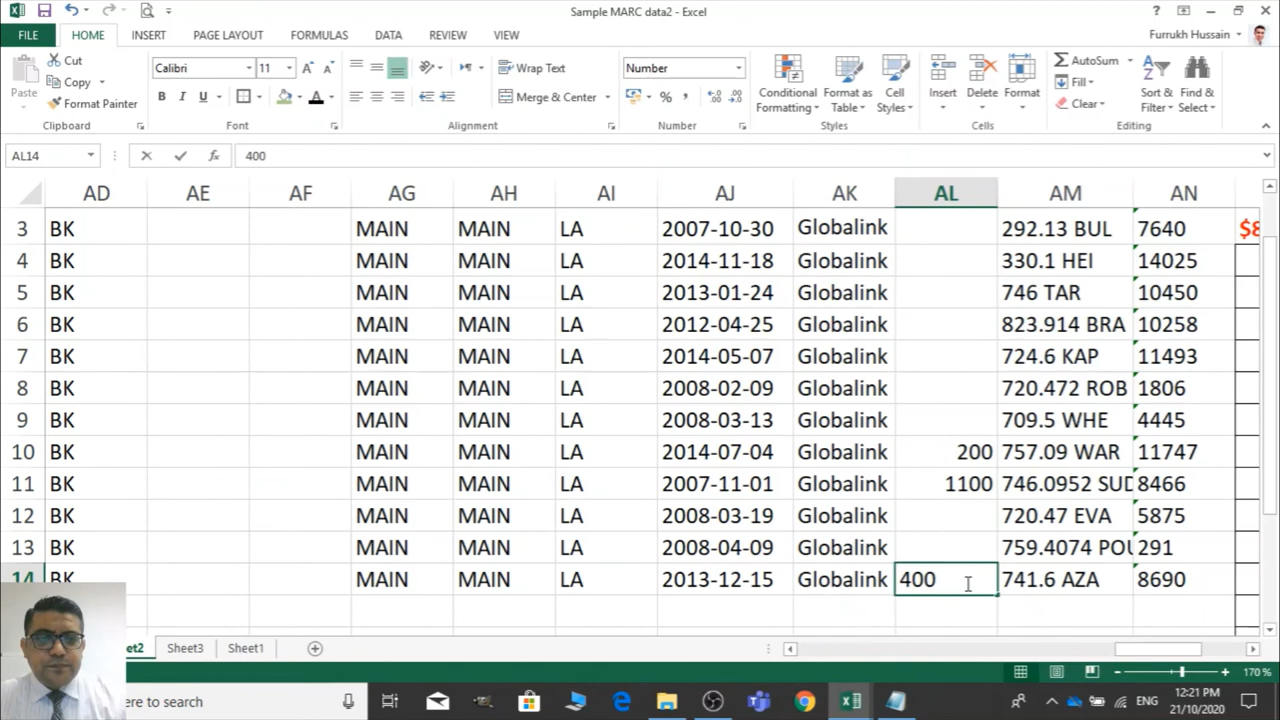 Sample MARC data2 - Excel
?
FILE HOME INSERT PAGE LAYOUT FORMULAS DATA REVIEW VIEW Furrukh Hussain
Cut
Copy
Format Painter
Paste
Calibri 11
B I U
Wrap Text
Merge & Center
Number
Conditional Formatting
Format as Table
Cell Styles
Insert Delete Format
AutoSum
Fill
Clear
Sort & Filter
Find & Select
Clipboard Font Alignment Number Styles Cells Editing
AL14 fx 400
AD AE AF AG AH AI AJ AK AL AM AN
3 BK MAIN MAIN LA 2007-10-30 Globalink 292.13 BUL 7640 $8
4 BK MAIN MAIN LA 2014-11-18 Globalink 330.1 HEI 14025
5 BK MAIN MAIN LA 2013-01-24 Globalink 746 TAR 10450
6 BK MAIN MAIN LA 2012-04-25 Globalink 823.914 BRA 10258
7 BK MAIN MAIN LA 2014-05-07 Globalink 724.6 KAP 11493
8 BK MAIN MAIN LA 2008-02-09 Globalink 720.472 ROB 1806
9 BK MAIN MAIN LA 2008-03-13 Globalink 709.5 WHE 4445
10 BK MAIN MAIN LA 2014-07-04 Globalink 200 757.09 WAR 11747
11 BK MAIN MAIN LA 2007-11-01 Globalink 1100 746.0952 SUD 8466
12 BK MAIN MAIN LA 2008-03-19 Globalink 720.47 EVA 5875
13 BK MAIN MAIN LA 2008-04-09 Globalink 759.4074 POU 291
14 BK MAIN MAIN LA 2013-12-15 Globalink 400 741.6 AZA 8690
et2 Sheet3 Sheet1
170 %
here to search
ENG
12:21 PM
21/10/2020